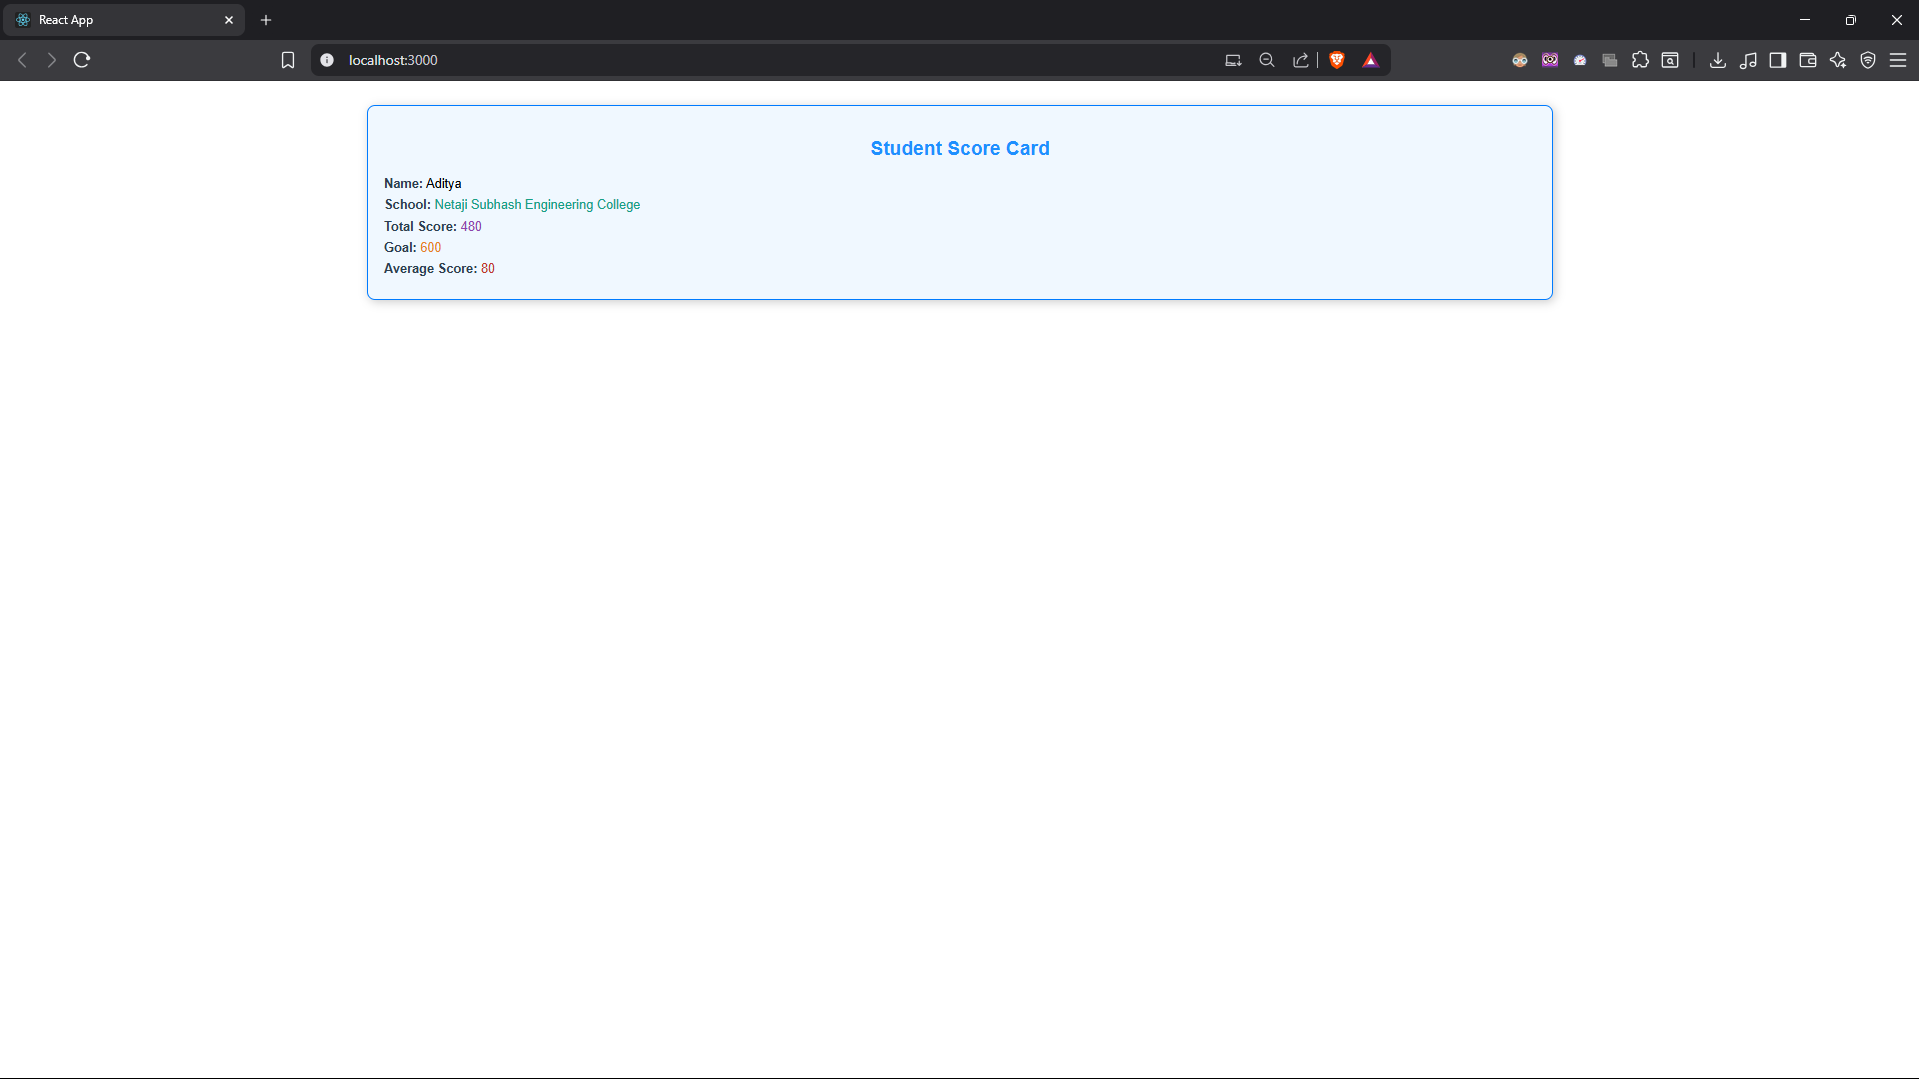 React App
localhost:3000
Student Score Card
Name: Aditya
School: Netaji Subhash Engineering College
Total Score: 480
Goal: 600
Average Score: 80